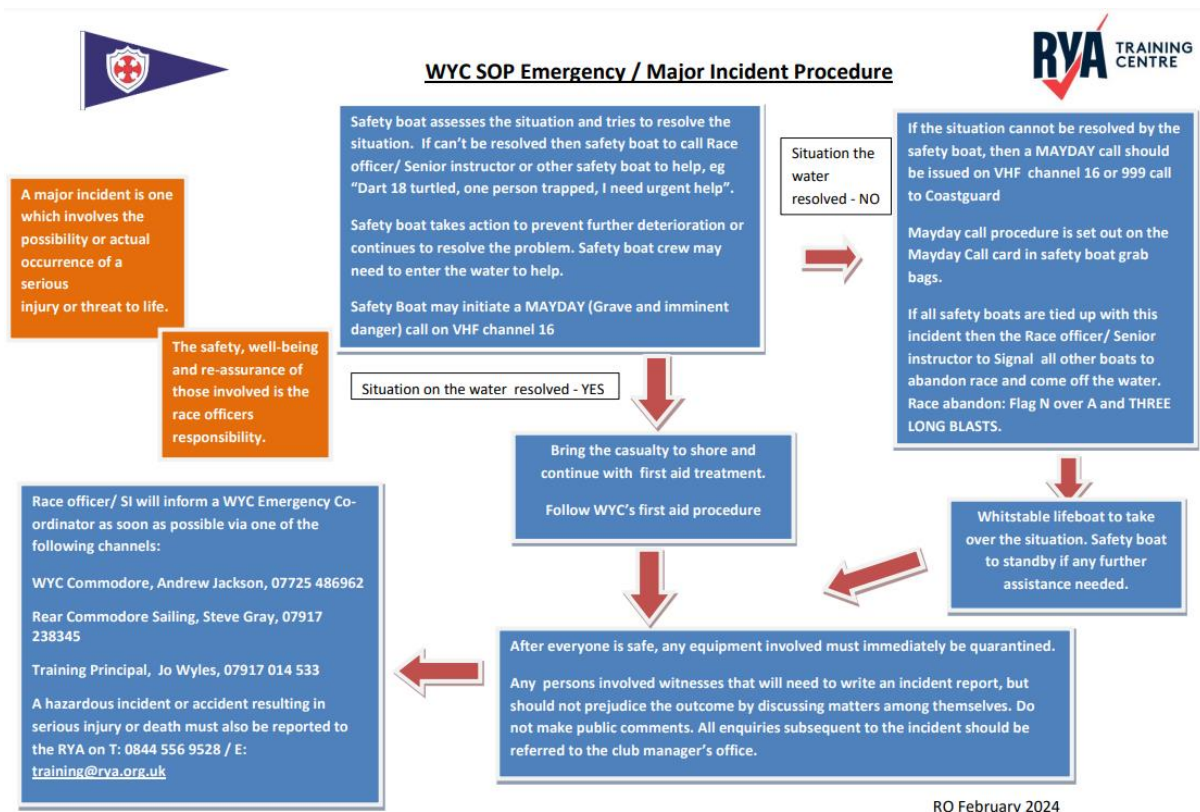 WYC SOP Emergency / Major Incident Procedure
RYA TRAINING
CENTRE
A major incident is one
which involves the
possibility or actual
occurrence of a
serious
injury or threat to life.
The safety, well-being
and re-assurance of
those involved is the
race officers
responsibility.
Safety boat assesses the situation and tries to resolve the
situation. If can't be resolved then safety boat to call Race
officer/ Senior instructor or other safety boat to help, eg
“Dart 18 turtled, one person trapped, I need urgent help”.
Safety boat takes action to prevent further deterioration or
continues to resolve the problem. Safety boat crew may
need to enter the water to help.
Safety Boat may initiate a MAYDAY (Grave and imminent
danger) call on VHF channel 16
Situation the
water
resolved - NO
If the situation cannot be resolved by the
safety boat, then a MAYDAY call should
be issued on VHF channel 16 or 999 call
to Coastguard
Mayday call procedure is set out on the
Mayday Call card in safety boat grab
bags.
If all safety boats are tied up with this
incident then the Race officer/ Senior
instructor to Signal all other boats to
abandon race and come off the water.
Race abandon: Flag N over A and THREE
LONG BLASTS.
Situation on the water resolved - YES
Bring the casualty to shore and
continue with first aid treatment.
Follow WYC's first aid procedure
Whitstable lifeboat to take
over the situation. Safety boat
to standby if any further
assistance needed.
After everyone is safe, any equipment involved must immediately be quarantined.
Any persons involved witnesses that will need to write an incident report, but
should not prejudice the outcome by discussing matters among themselves. Do
not make public comments. All enquiries subsequent to the incident should be
referred to the club manager's office.
Race officer/ SI will inform a WYC Emergency Co-
ordinator as soon as possible via one of the
following channels:
WYC Commodore, Andrew Jackson, 07725 486962
Rear Commodore Sailing, Steve Gray, 07917
238345
Training Principal, Jo Wyles, 07917 014 533
A hazardous incident or accident resulting in
serious injury or death must also be reported to
the RYA on T: 0844 556 9528 / E:
training@rya.org.uk
RO February 2024